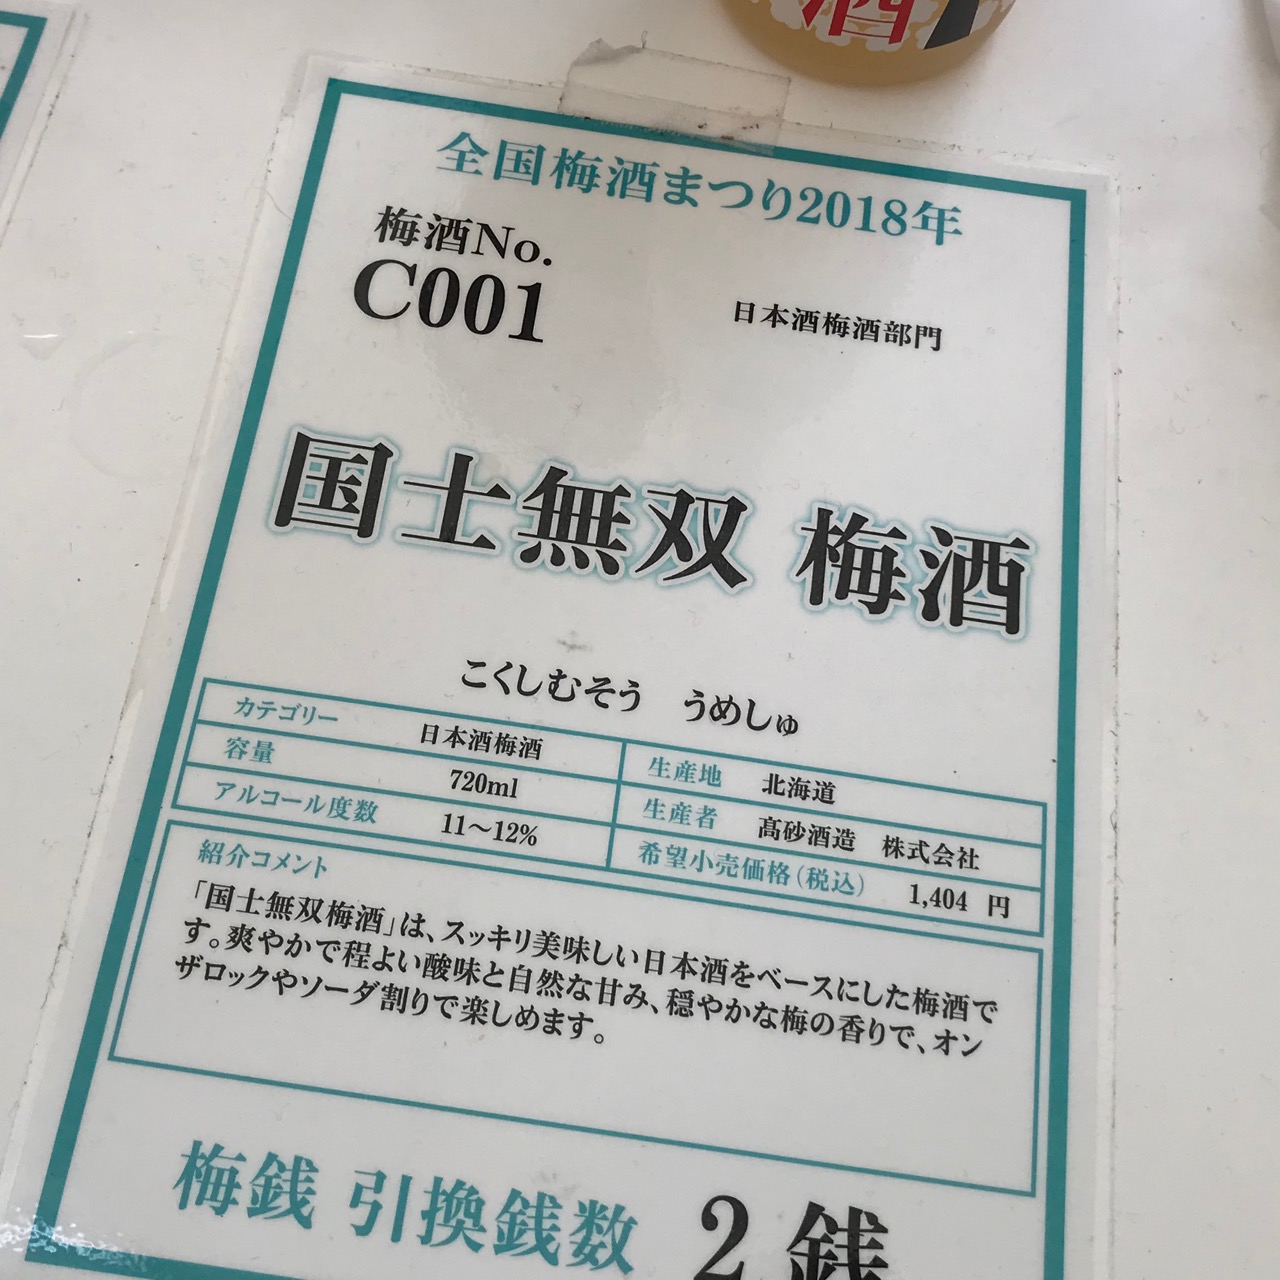 酒
全国梅酒まつり2018年
梅酒No.
C001
日本酒梅酒部門
国士無双 梅酒
こくしむそう うめしゅ
カテゴリー 日本酒梅酒
容量 720ml 生産地 北海道
アルコール度数 11〜12% 生産者 髙砂酒造 株式会社
希望小売価格(税込) 1,404 円
紹介コメント
「国士無双梅酒」は、スッキリ美味しい日本酒をベースにした梅酒で
す。爽やかで程よい酸味と自然な甘み、穏やかな梅の香りで、オン
ザロックやソーダ割りで楽しめます。
梅銭 引換銭数 2 銭